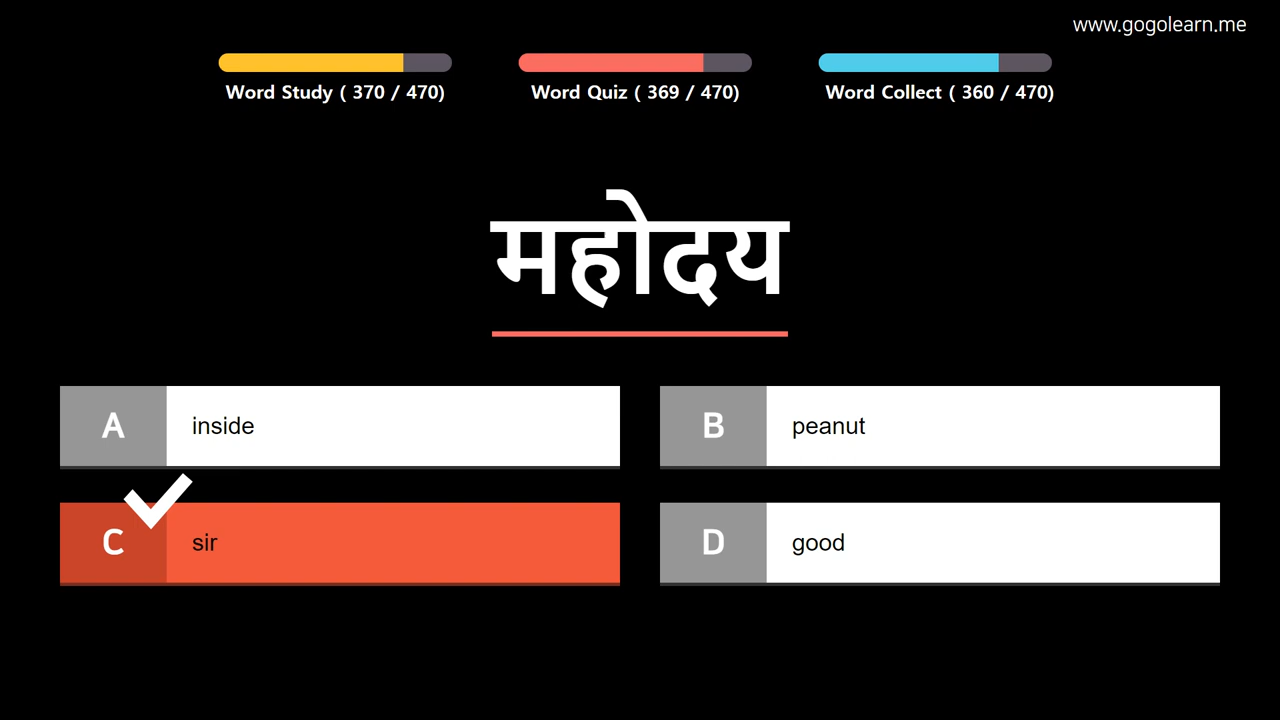 www.gogolearn.me
Word Study ( 370 / 470)
Word Quiz ( 369 / 470)
Word Collect ( 360 / 470)
महोदय
A inside
B peanut
C sir
D good